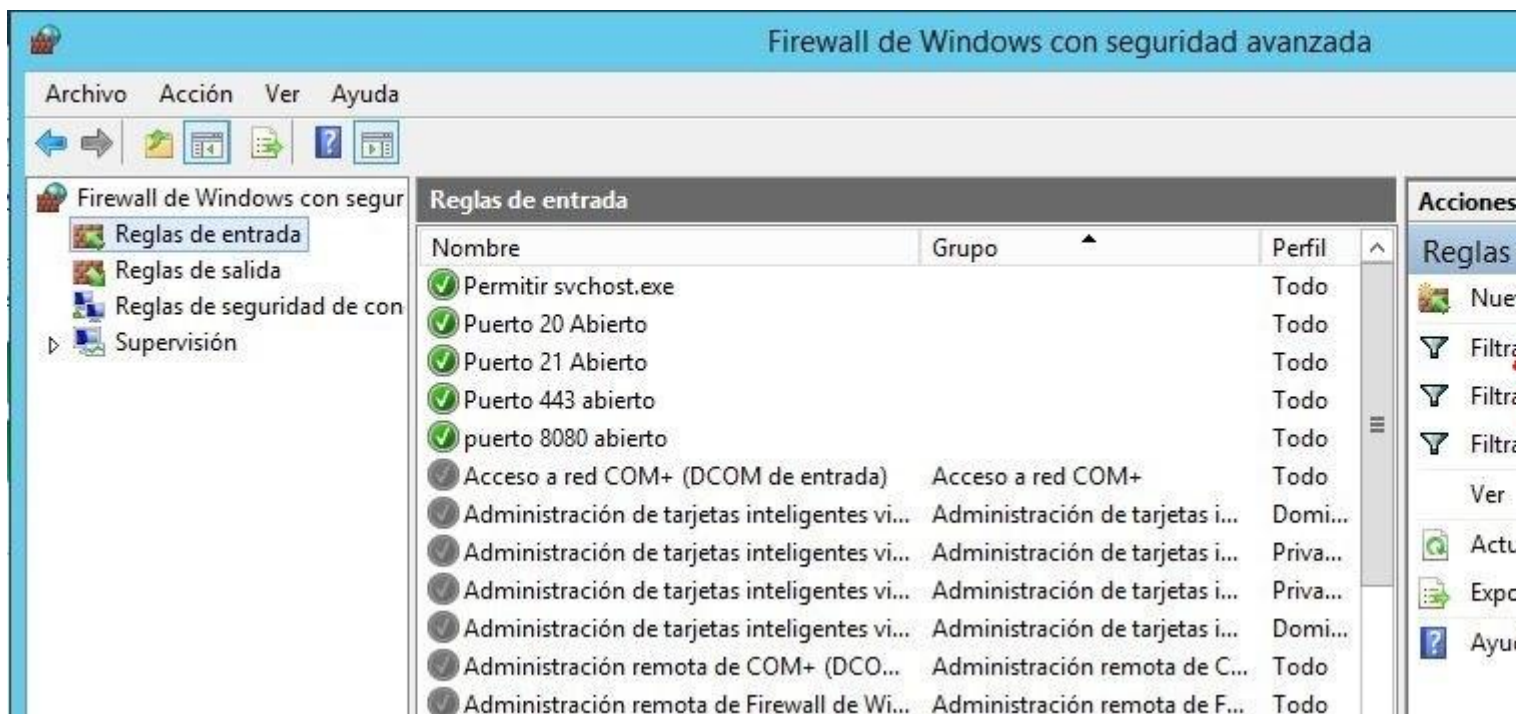 Firewall de Windows con seguridad avanzada
Archivo Acción Ver Ayuda
Firewall de Windows con segur
Reglas de entrada
Reglas de salida
Reglas de seguridad de con
Supervisión
Reglas de entrada
Nombre Grupo Perfil
Permitir svchost.exe Todo
Puerto 20 Abierto Todo
Puerto 21 Abierto Todo
Puerto 443 abierto Todo
puerto 8080 abierto Todo
Acceso a red COM+ (DCOM de entrada) Acceso a red COM+ Todo
Administración de tarjetas inteligentes vi... Administración de tarjetas i... Domi...
Administración de tarjetas inteligentes vi... Administración de tarjetas i... Priva...
Administración de tarjetas inteligentes vi... Administración de tarjetas i... Priva...
Administración de tarjetas inteligentes vi... Administración de tarjetas i... Domi...
Administración remota de COM+ (DCO... Administración remota de C... Todo
Administración remota de Firewall de Wi... Administración remota de F... Todo
Acciones
Reglas
Nue
Filtra
Filtra
Filtra
Ver
Actu
Expo
Ayu